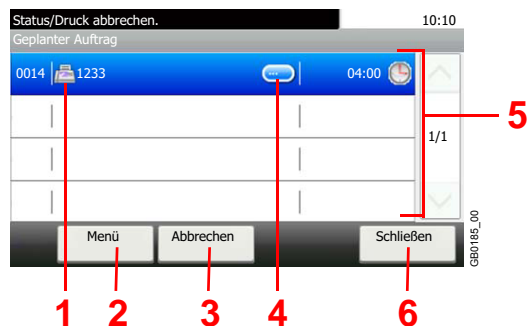 Status/Druck abbrechen. 10:10
Geplanter Auftrag
0014 1233 04:00
5
1/1
Menü Abbrechen Schließen
GB0185_00
1 2 3 4 6